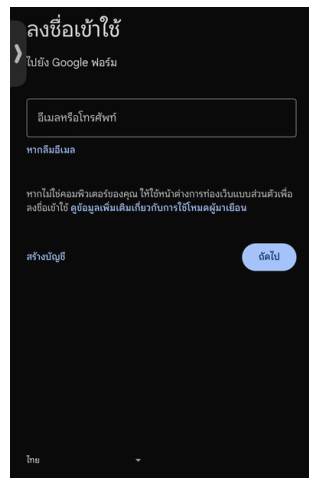 ลงชื่อเข้าใช้
ไปยัง Google ฟอร์ม
อีเมลหรือโทรศัพท์
หากลืมอีเมล
หากไม่ใช่คอมพิวเตอร์ของคุณ ให้ใช้หน้าต่างการท่องเว็บแบบส่วนตัวเพื่อ
ลงชื่อเข้าใช้ ดูข้อมูลเพิ่มเติมเกี่ยวกับการใช้โหมดผู้มาเยือน
สร้างบัญชี
ถัดไป
ไทย